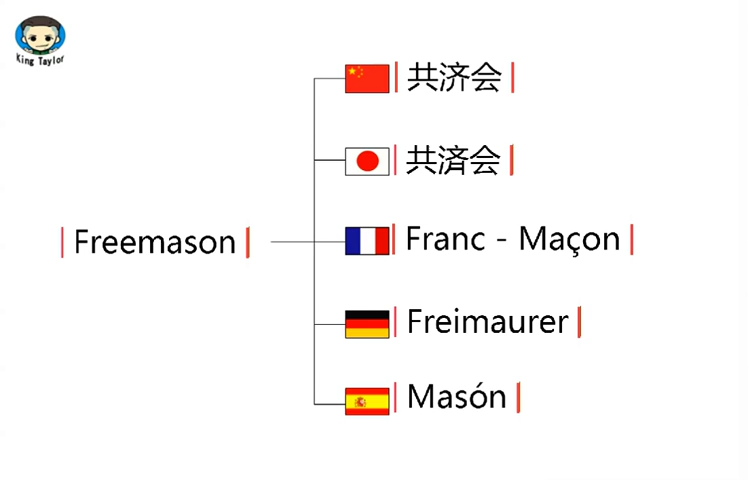 King Taylor
共济会
共済会
Freemason
Franc - Maçon
Freimaurer
Masón